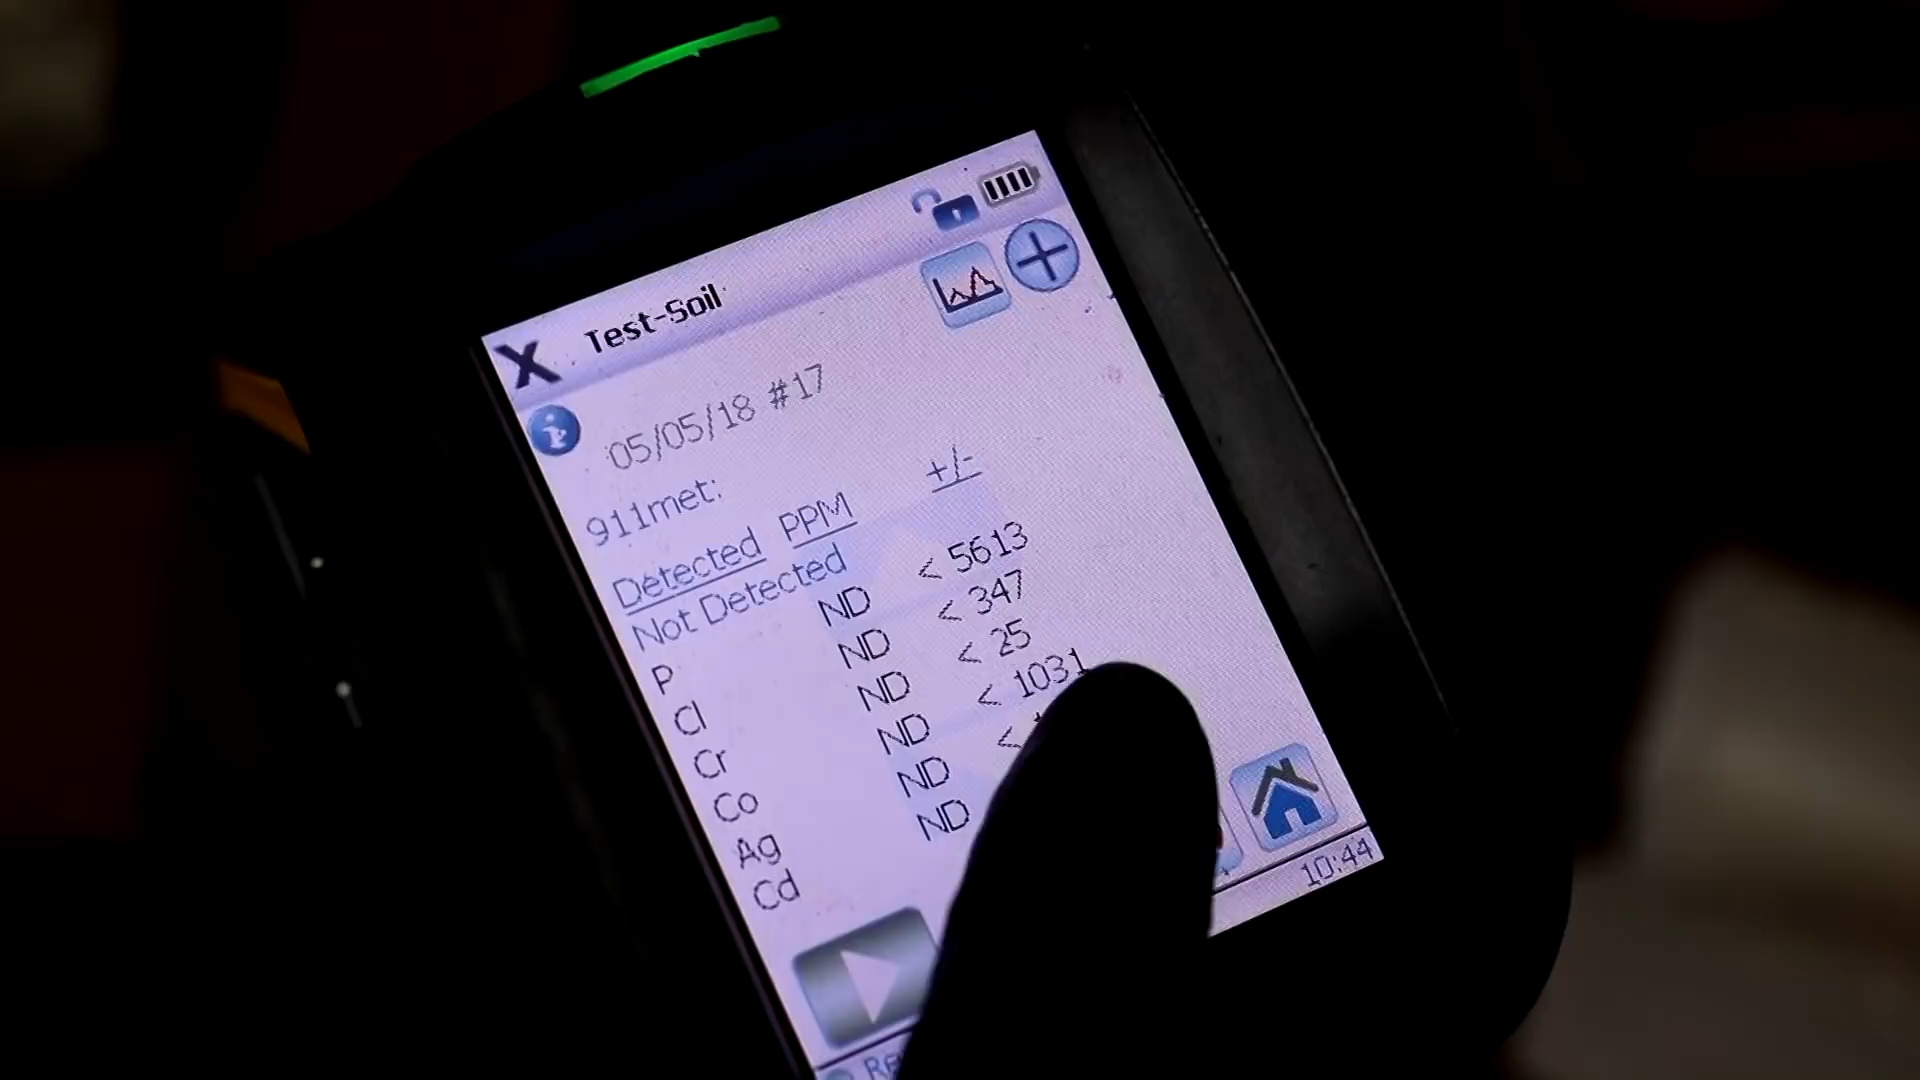 Test-Soil
05/05/18 #17
911met:
Detected PPM +/-
Not Detected
P ND < 5613
Cl ND < 347
Cr ND < 25
Co ND < 1031
Ag ND <
Cd ND
10:44